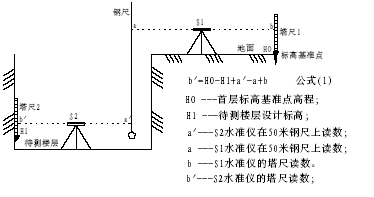 钢尺
S1
a
b
塔尺1
地面
H0
标高基准点
塔尺2
S2
b′
a′
H1
待测楼层
b′=H0-H1+a′-a+b 公式(1)
H0 ---首层标高基准点高程;
H1 ---待测楼层设计标高;
a′---S2水准仪在50米钢尺上读数;
a ---S1水准仪在50米钢尺上读数;
b ---S1水准仪的塔尺读数。
b′---S2水准仪的塔尺读数;